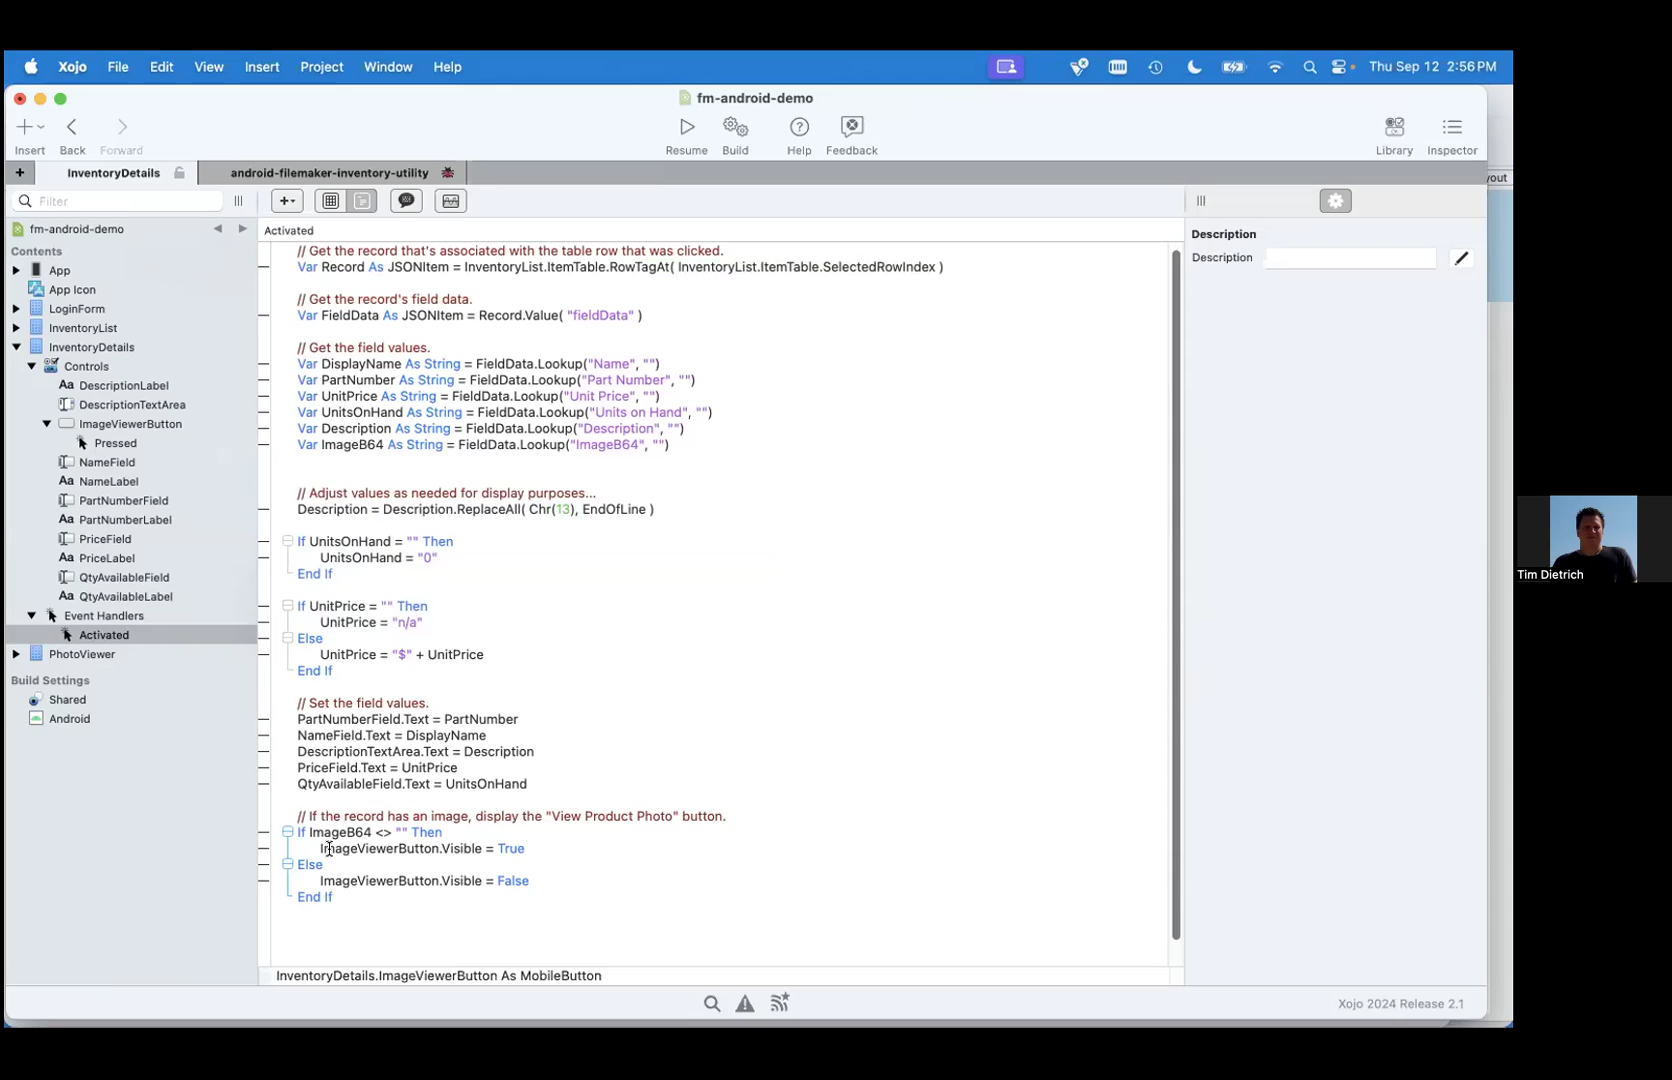 Xojo File Edit View Insert Project Window Help Thu Sep 12 2:56 PM
fm-android-demo
Insert Back Forward Resume Build Help Feedback Library Inspector
InventoryDetails android-filemaker-inventory-utility
out
Filter
fm-android-demo
Contents
App
App Icon
LoginForm
InventoryList
InventoryDetails
Controls
DescriptionLabel
DescriptionTextArea
ImageViewerButton
Pressed
NameField
NameLabel
PartNumberField
PartNumberLabel
PriceField
PriceLabel
QtyAvailableField
QtyAvailableLabel
Event Handlers
Activated
PhotoViewer
Build Settings
Shared
Android
Activated
// Get the record that's associated with the table row that was clicked.
Var Record As JSONItem = InventoryList.ItemTable.RowTagAt( InventoryList.ItemTable.SelectedRowIndex )
// Get the record's field data.
Var FieldData As JSONItem = Record.Value( "fieldData" )
// Get the field values.
Var DisplayName As String = FieldData.Lookup("Name", "")
Var PartNumber As String = FieldData.Lookup("Part Number", "")
Var UnitPrice As String = FieldData.Lookup("Unit Price", "")
Var UnitsOnHand As String = FieldData.Lookup("Units on Hand", "")
Var Description As String = FieldData.Lookup("Description", "")
Var ImageB64 As String = FieldData.Lookup("ImageB64", "")
// Adjust values as needed for display purposes...
Description = Description.ReplaceAll( Chr(13), EndOfLine )
If UnitsOnHand = "" Then
UnitsOnHand = "0"
End If
If UnitPrice = "" Then
UnitPrice = "n/a"
Else
UnitPrice = "$" + UnitPrice
End If
// Set the field values.
PartNumberField.Text = PartNumber
NameField.Text = DisplayName
DescriptionTextArea.Text = Description
PriceField.Text = UnitPrice
QtyAvailableField.Text = UnitsOnHand
// If the record has an image, display the "View Product Photo" button.
If ImageB64 <> "" Then
ImageViewerButton.Visible = True
Else
ImageViewerButton.Visible = False
End If
InventoryDetails.ImageViewerButton As MobileButton
Description
Description
Xojo 2024 Release 2.1
Tim Dietrich